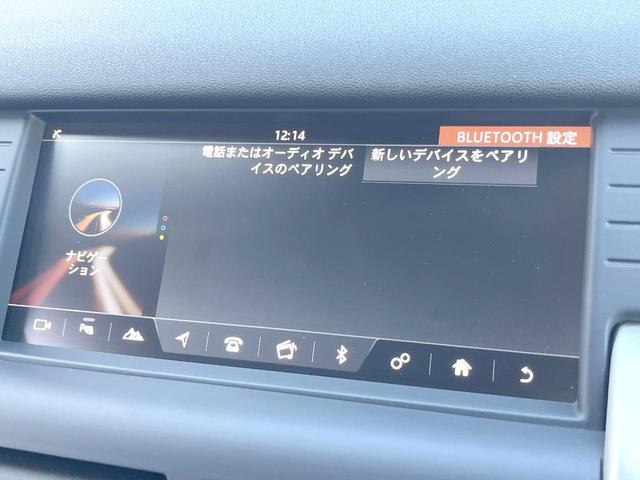 12:14
BLUETOOTH 設定
電話またはオーディオ デバ
イスのペアリング
新しいデバイスをペアリ
ング
ナビゲー
ション